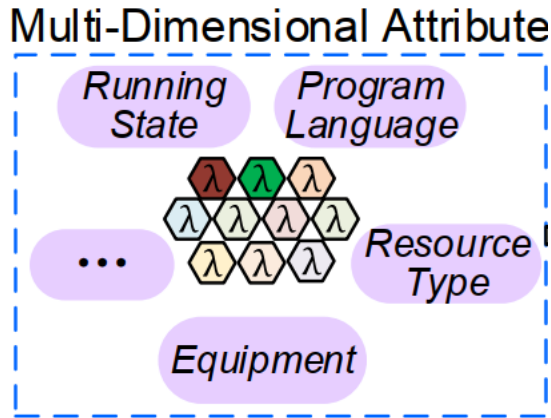 Multi-Dimensional Attribute
Running
State
Program
Language
λ λ λ
λ λ λ λ
λ λ λ
...
Resource
Type
Equipment